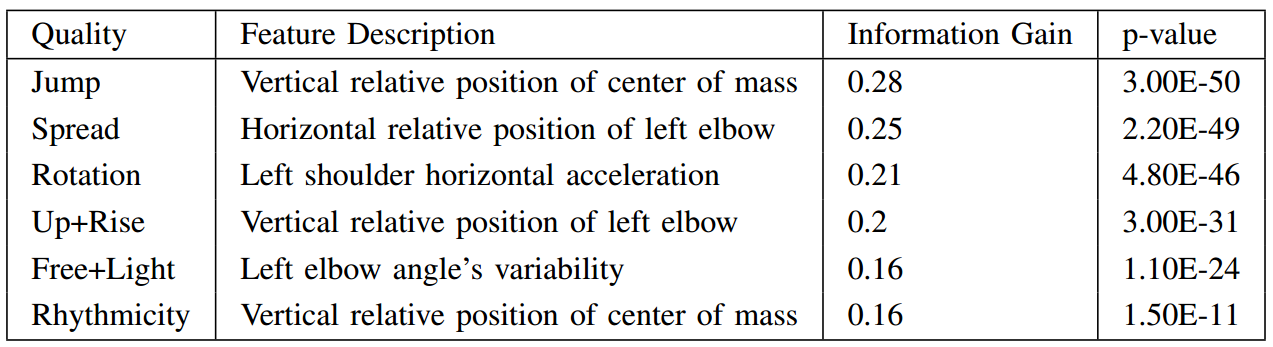 Quality Feature Description Information Gain p-value
Jump Vertical relative position of center of mass 0.28 3.00E-50
Spread Horizontal relative position of left elbow 0.25 2.20E-49
Rotation Left shoulder horizontal acceleration 0.21 4.80E-46
Up+Rise Vertical relative position of left elbow 0.2 3.00E-31
Free+Light Left elbow angle's variability 0.16 1.10E-24
Rhythmicity Vertical relative position of center of mass 0.16 1.50E-11